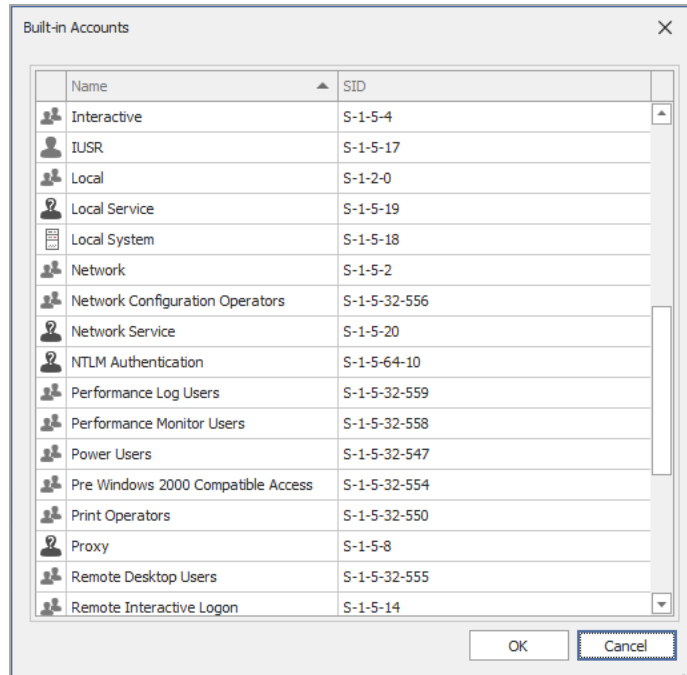 Built-in Accounts
Name SID
Interactive S-1-5-4
IUSR S-1-5-17
Local S-1-2-0
Local Service S-1-5-19
Local System S-1-5-18
Network S-1-5-2
Network Configuration Operators S-1-5-32-556
Network Service S-1-5-20
NTLM Authentication S-1-5-64-10
Performance Log Users S-1-5-32-559
Performance Monitor Users S-1-5-32-558
Power Users S-1-5-32-547
Pre Windows 2000 Compatible Access S-1-5-32-554
Print Operators S-1-5-32-550
Proxy S-1-5-8
Remote Desktop Users S-1-5-32-555
Remote Interactive Logon S-1-5-14
OK Cancel